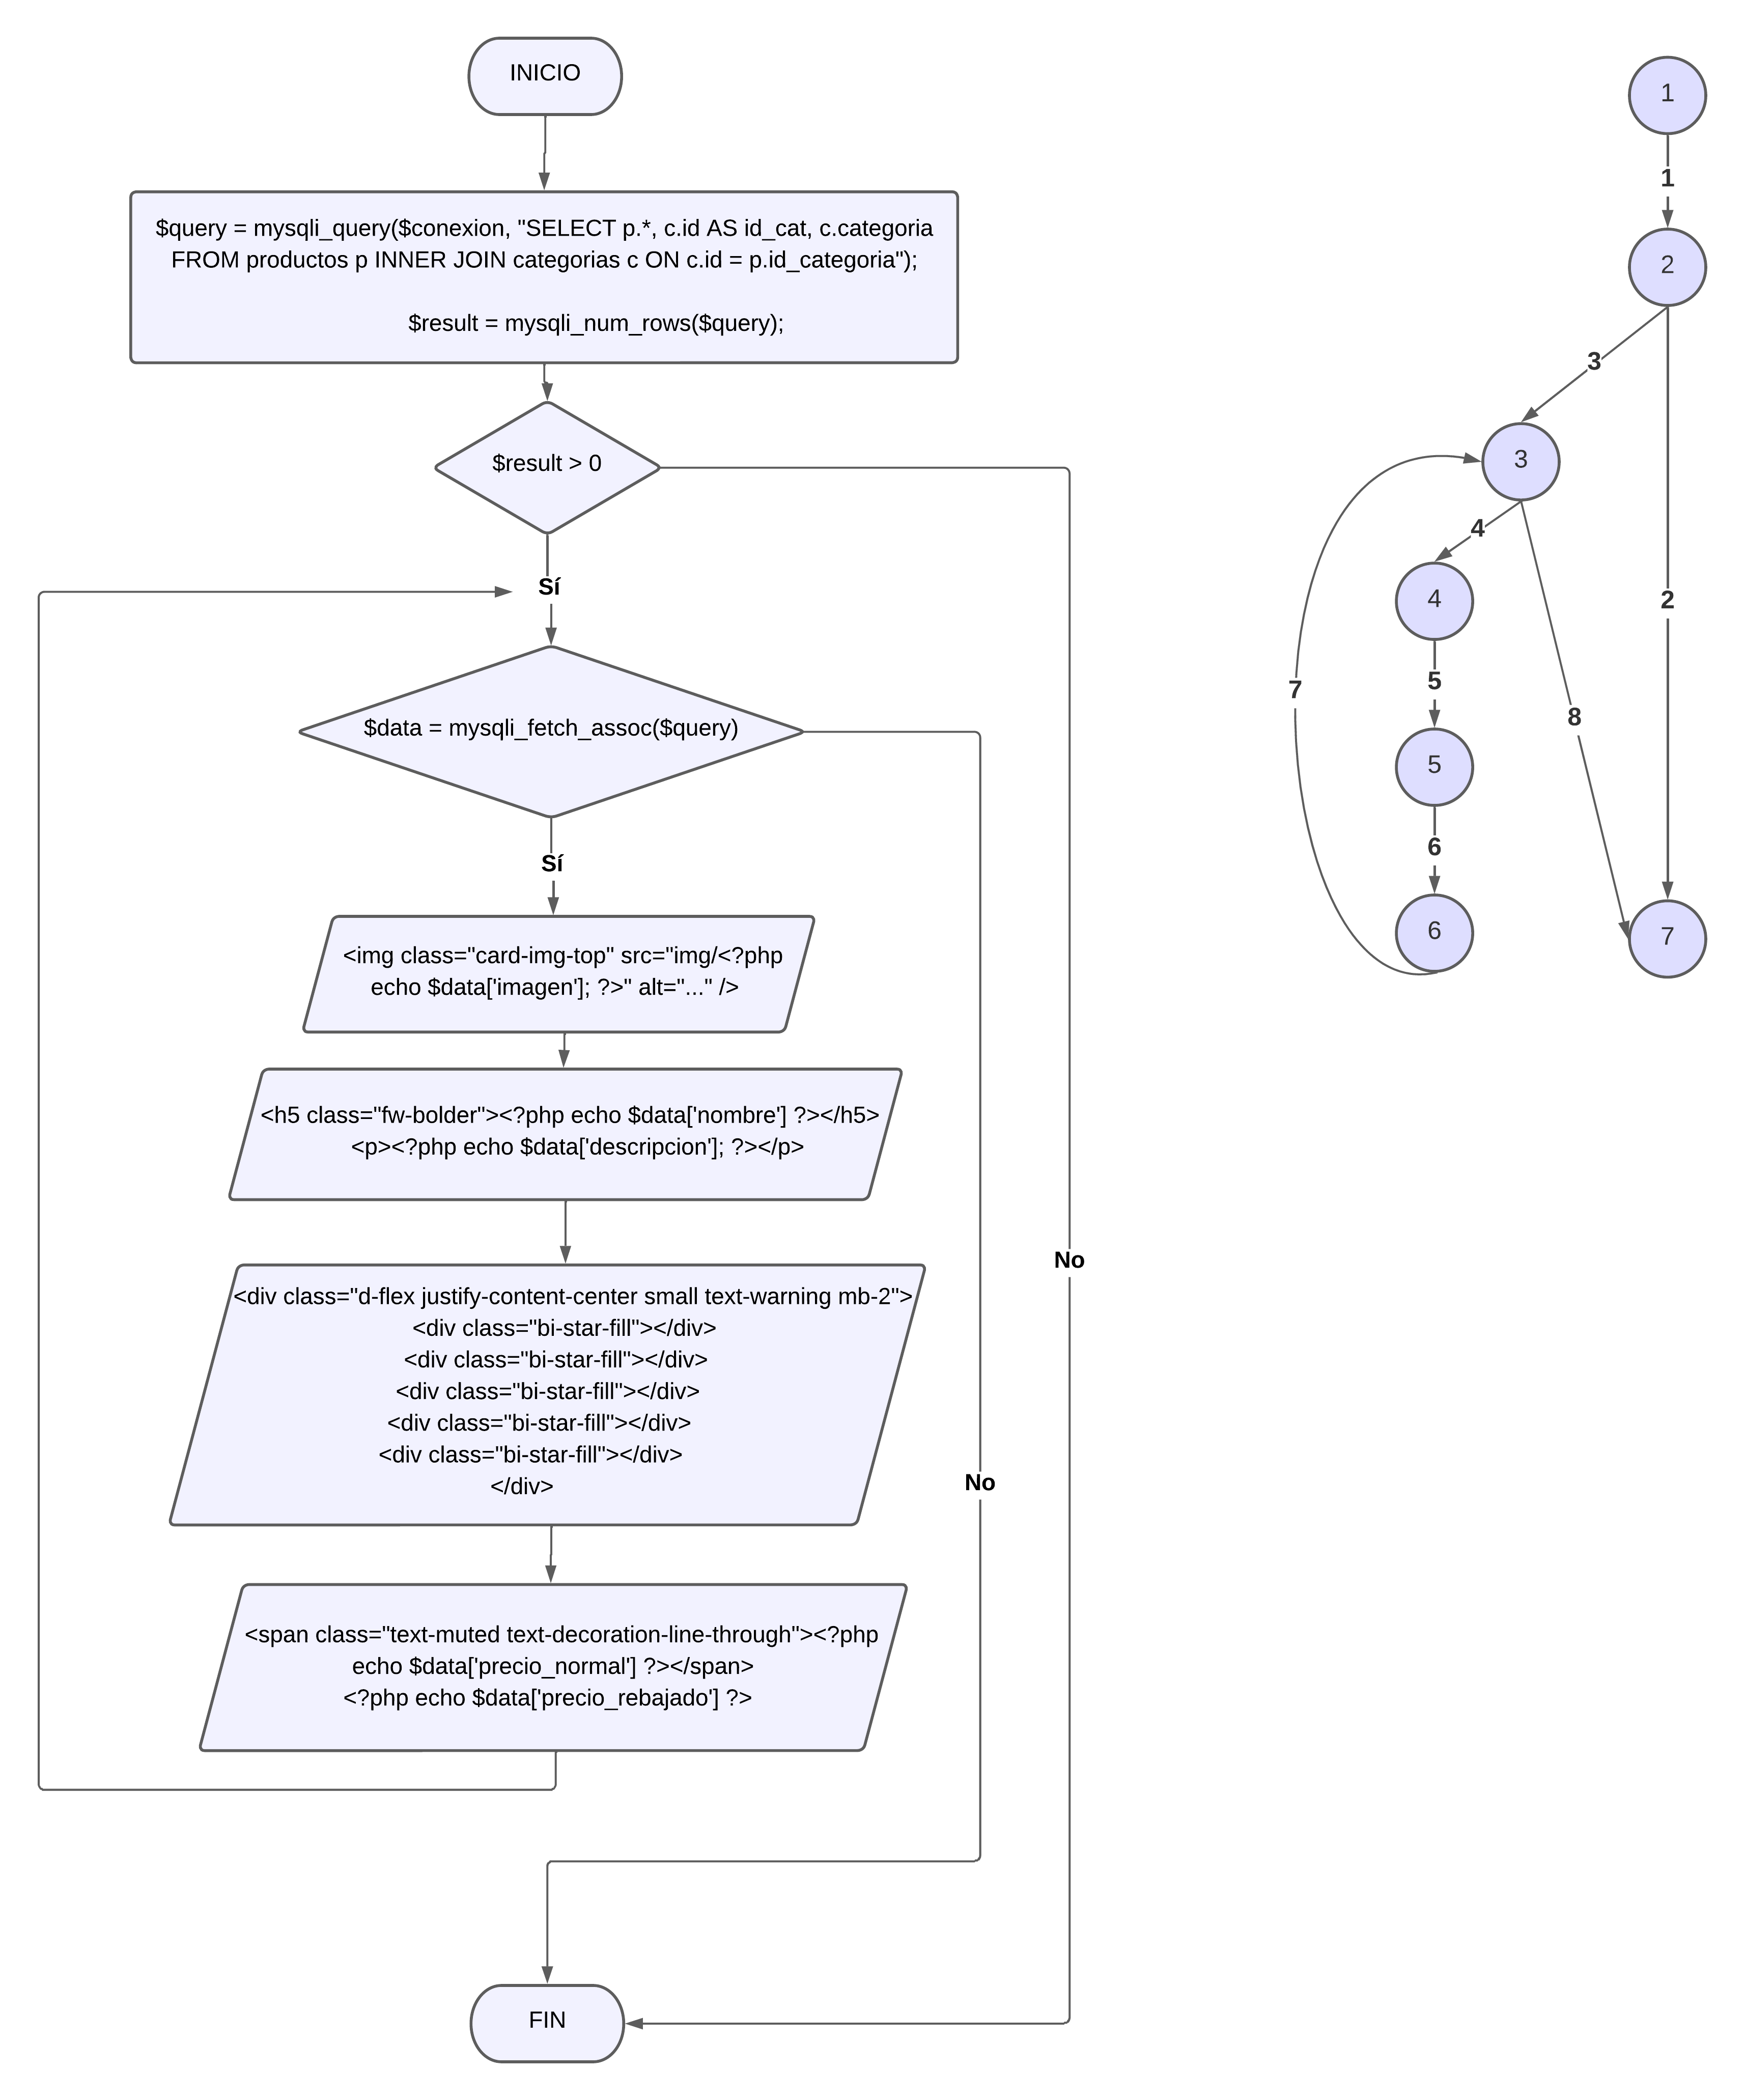 INICIO
$query = mysqli_query($conexion, "SELECT p.*, c.id AS id_cat, c.categoria
FROM productos p INNER JOIN categorias c ON c.id = p.id_categoria");
$result = mysqli_num_rows($query);
$result > 0
Sí
$data = mysqli_fetch_assoc($query)
Sí
<img class="card-img-top" src="img/<?php
echo $data['imagen']; ?>" alt="..." />
<h5 class="fw-bolder"><?php echo $data['nombre'] ?></h5>
<p><?php echo $data['descripcion']; ?></p>
<div class="d-flex justify-content-center small text-warning mb-2">
<div class="bi-star-fill"></div>
<div class="bi-star-fill"></div>
<div class="bi-star-fill"></div>
<div class="bi-star-fill"></div>
<div class="bi-star-fill"></div>
</div>
<span class="text-muted text-decoration-line-through"><?php
echo $data['precio_normal'] ?></span>
<?php echo $data['precio_rebajado'] ?>
No
No
FIN
1
1
2
3
2
3
4
4
5
7
8
5
6
6
7